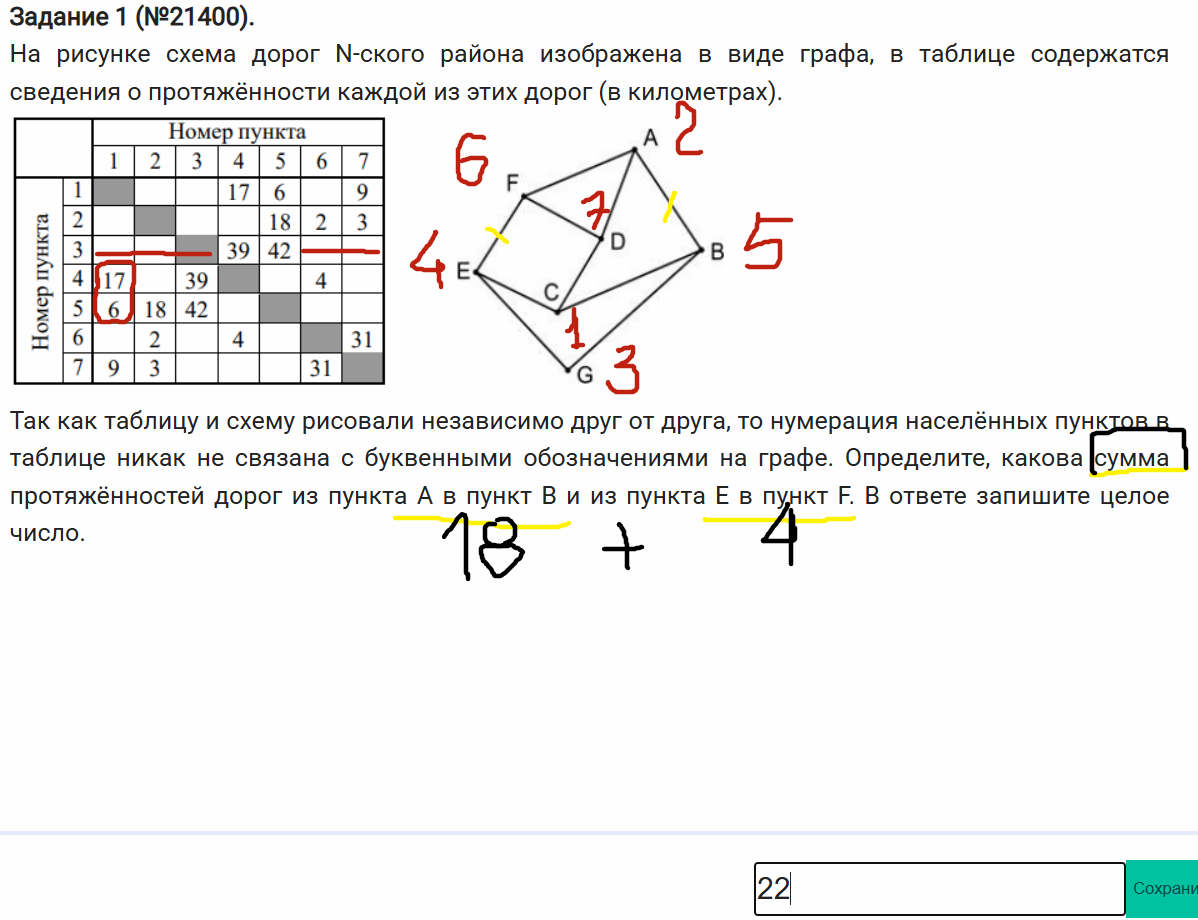 Задание 1 (№21400).
На рисунке схема дорог N-ского района изображена в виде графа, в таблице содержатся
сведения о протяжённости каждой из этих дорог (в километрах).
Номер пункта
1 2 3 4 5 6 7
Номер пункта
1 17 6 9
2 18 2 3
3 39 42
4 17 39 4
5 6 18 42
6 2 4 31
7 9 3 31
A 2
6 F
7 D
B 5
4 E
C 1
G 3
Так как таблицу и схему рисовали независимо друг от друга, то нумерация населённых пунктов в
таблице никак не связана с буквенными обозначениями на графе. Определите, какова сумма
протяжённостей дорог из пункта A в пункт B и из пункта E в пункт F. В ответе запишите целое
число.
18 + 4
22
Сохрани